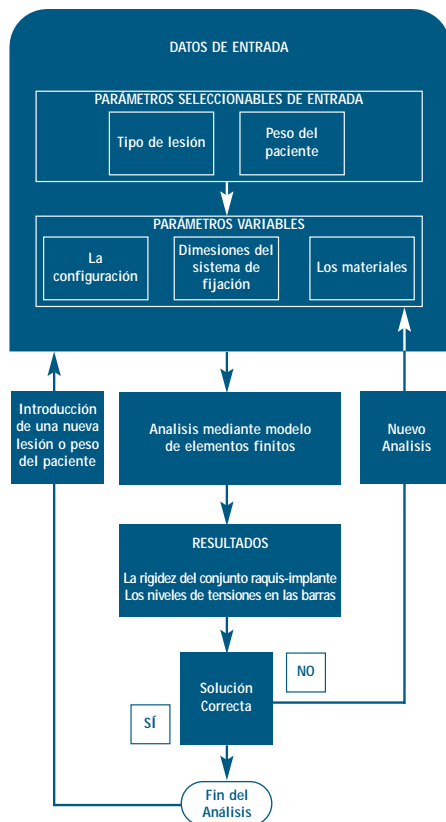 DATOS DE ENTRADA
PARÁMETROS SELECCIONABLES DE ENTRADA
Tipo de lesión
Peso del
paciente
PARÁMETROS VARIABLES
La
configuración
Dimesiones del
sistema de
fijación
Los materiales
Introducción
de una nueva
lesión o peso
del paciente
Analisis mediante modelo
de elementos finitos
Nuevo
Analisis
RESULTADOS
La rigidez del conjunto raquis-implante
Los niveles de tensiones en las barras
Solución
Correcta
NO
SÍ
Fin del
Análisis